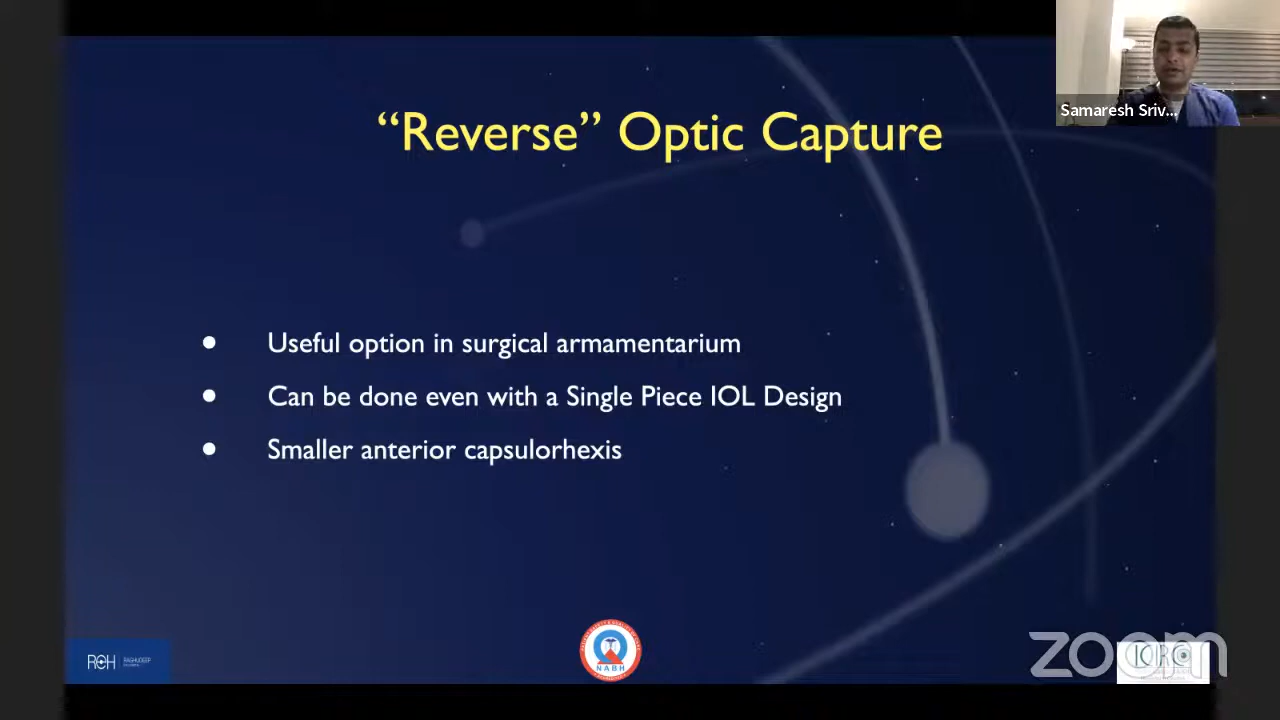 Samaresh Sriv...
“Reverse” Optic Capture
● Useful option in surgical armamentarium
● Can be done even with a Single Piece IOL Design
● Smaller anterior capsulorhexis
NABH
zoom